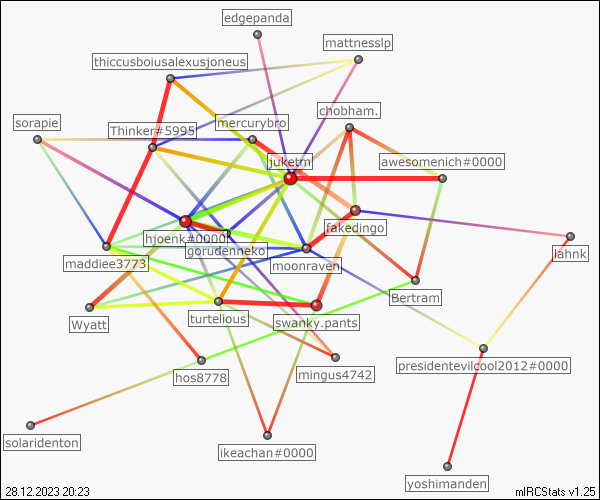 edgepanda
mattnesslp
thiccusboiusalexusjoneus
chobham.
sorapie
mercurybro
Thinker#5995
juketm
awesomenich#0000
fakedingo
hjoenk#0000
gorudenneko
lahnk
maddiee3773
moonraven
Bertram
Wyatt
turtelious
swanky.pants
presidentevilcool2012#0000
hos8778
mingus4742
solaridenton
ikeachan#0000
yoshimanden
28.12.2023 20:23
mIRCStats v1.25